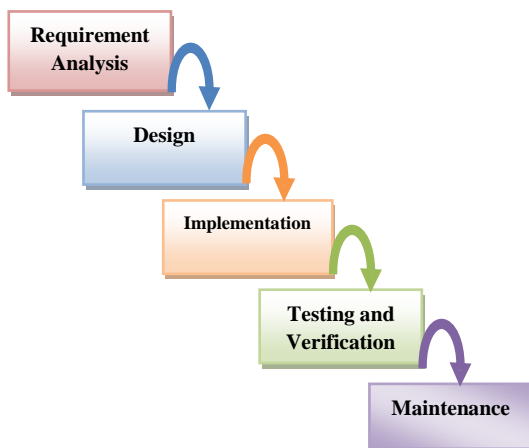 Requirement
Analysis
Design
Implementation
Testing and
Verification
Maintenance